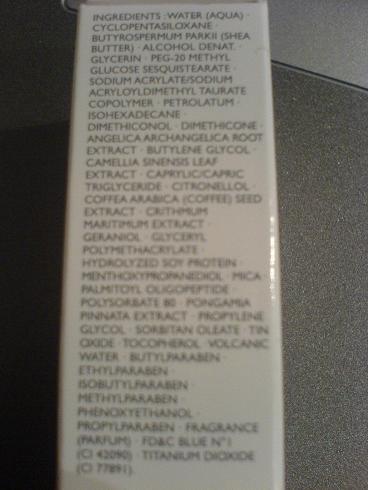 INGREDIENTS : WATER (AQUA) ·
CYCLOPENTASILOXANE ·
BUTYROSPERMUM PARKII (SHEA
BUTTER) · ALCOHOL DENAT. ·
GLYCERIN · PEG-20 METHYL
GLUCOSE SESQUISTEARATE ·
SODIUM ACRYLATE/SODIUM
ACRYLOYLDIMETHYL TAURATE
COPOLYMER · PETROLATUM ·
ISOHEXADECANE ·
DIMETHICONOL · DIMETHICONE ·
ANGELICA ARCHANGELICA ROOT
EXTRACT · BUTYLENE GLYCOL ·
CAMELLIA SINENSIS LEAF
EXTRACT · CAPRYLIC/CAPRIC
TRIGLYCERIDE · CITRONELLOL ·
COFFEA ARABICA (COFFEE) SEED
EXTRACT · CRITHMUM
MARITIMUM EXTRACT ·
GERANIOL · GLYCERYL
POLYMETHACRYLATE ·
HYDROLYZED SOY PROTEIN ·
MENTHOXYPROPANEDIOL · MICA ·
PALMITOYL OLIGOPEPTIDE ·
POLYSORBATE 80 · PONGAMIA
PINNATA EXTRACT · PROPYLENE
GLYCOL · SORBITAN OLEATE · TIN
OXIDE · TOCOPHEROL · VOLCANIC
WATER · BUTYLPARABEN ·
ETHYLPARABEN ·
ISOBUTYLPARABEN ·
METHYLPARABEN ·
PHENOXYETHANOL ·
PROPYLPARABEN · FRAGRANCE
(PARFUM) · FD&C BLUE N°1
(CI 42090) · TITANIUM DIOXIDE
(CI 77891).